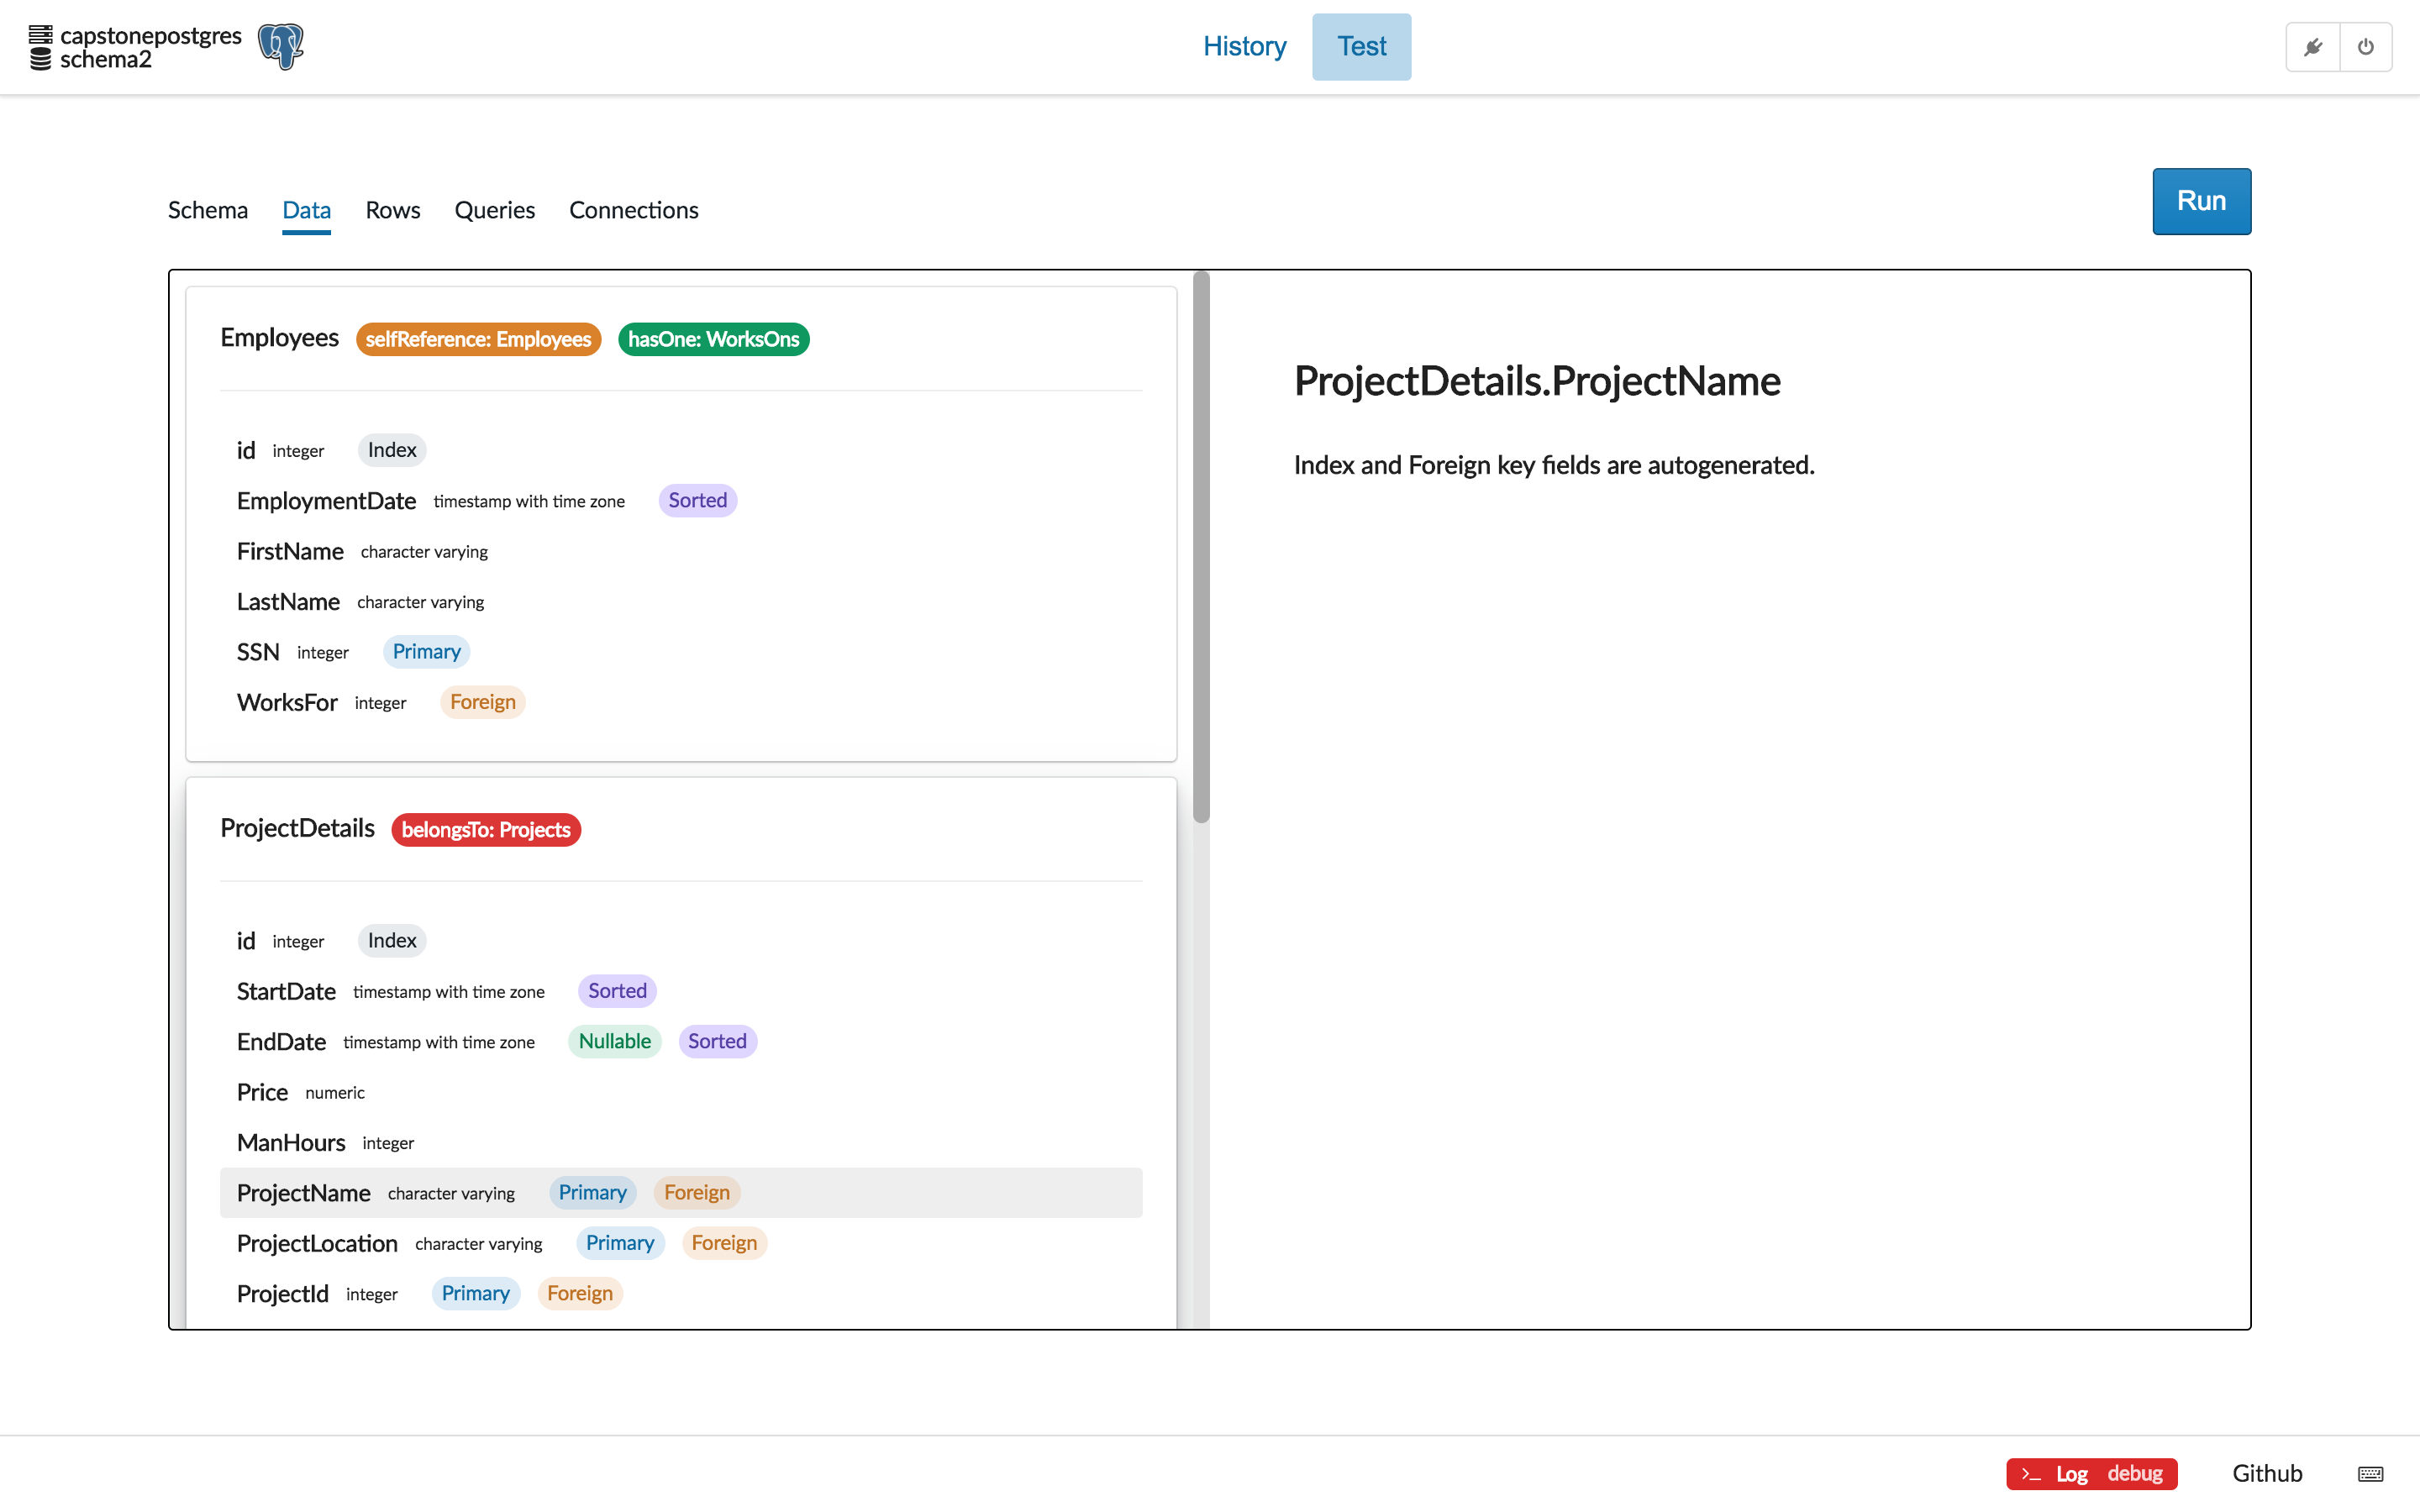 capstonepostgres
schema2
History Test
Schema Data Rows Queries Connections
Run
Employees selfReference: Employees hasOne: WorksOns
id integer Index
EmploymentDate timestamp with time zone Sorted
FirstName character varying
LastName character varying
SSN integer Primary
WorksFor integer Foreign
ProjectDetails belongsTo: Projects
id integer Index
StartDate timestamp with time zone Sorted
EndDate timestamp with time zone Nullable Sorted
Price numeric
ManHours integer
ProjectName character varying Primary Foreign
ProjectLocation character varying Primary Foreign
ProjectId integer Primary Foreign
ProjectDetails.ProjectName
Index and Foreign key fields are autogenerated.
Log debug Github